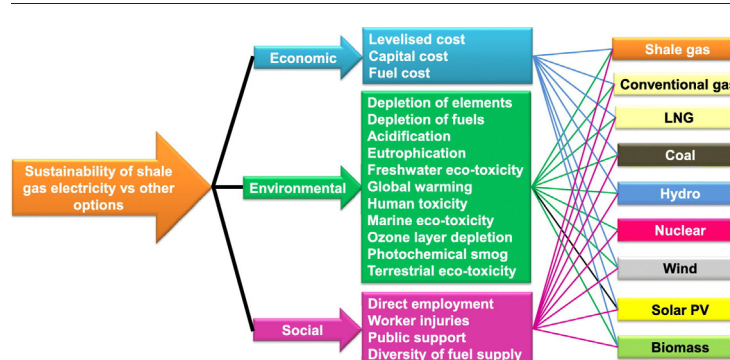 Sustainability of shale
gas electricity vs other
options
Economic
Levelised cost
Capital cost
Fuel cost
Environmental
Depletion of elements
Depletion of fuels
Acidification
Eutrophication
Freshwater eco-toxicity
Global warming
Human toxicity
Marine eco-toxicity
Ozone layer depletion
Photochemical smog
Terrestrial eco-toxicity
Social
Direct employment
Worker injuries
Public support
Diversity of fuel supply
Shale gas
Conventional gas
LNG
Coal
Hydro
Nuclear
Wind
Solar PV
Biomass